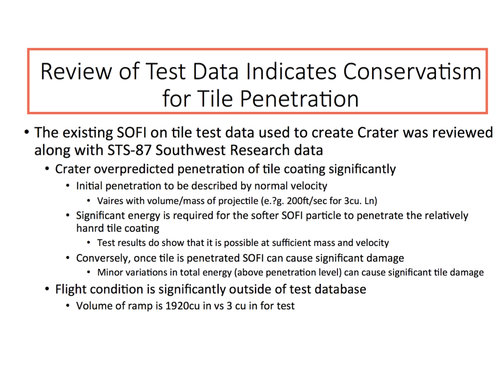 Review of Test Data Indicates Conservatism
for Tile Penetration
• The existing SOFI on tile test data used to create Crater was reviewed
along with STS-87 Southwest Research data
• Crater overpredicted penetration of tile coating significantly
• Initial penetration to be described by normal velocity
• Vaires with volume/mass of projectile (e.?g. 200ft/sec for 3cu. Ln)
• Significant energy is required for the softer SOFI particle to penetrate the relatively
hanrd tile coating
• Test results do show that it is possible at sufficient mass and velocity
• Conversely, once tile is penetrated SOFI can cause significant damage
• Minor variations in total energy (above penetration level) can cause significant tile damage
• Flight condition is significantly outside of test database
• Volume of ramp is 1920cu in vs 3 cu in for test